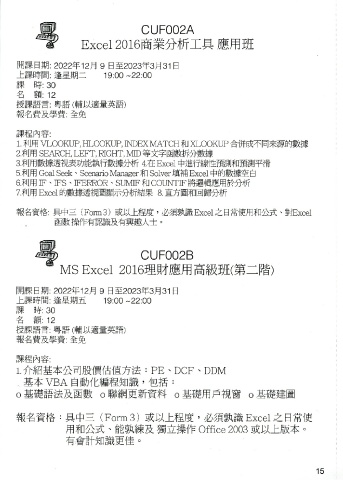 CUF002A
Excel 2016商業分析工具 應用班
開課日期: 2022年12月 9 日至2023年3月31日
上課時間: 逢星期二 19:00 ~22:00
課 時: 30
名 額: 12
授課語言: 粵語 (輔以適量英語)
報名費及學費: 全免
課程內容:
1. 利用 VLOOKUP, HLOOKUP, INDEX MATCH 和 XLOOKUP 合併成不同來源的數據
2. 利用 SEARCH, LEFT, RIGHT, MID 等文字函數拆分數據
3.利用數據透視表功能執行數據分析 4.在 Excel 中進行線性預測和預測平滑
5.利用 Goal Seek、Scenario Manager 和 Solver 填補 Excel 中的數據空白
6.利用 IF、IFS、IFERROR、SUMIF 和 COUNTIF 將邏輯應用於分析
7.利用 Excel 的數據透視圖顯示分析結果 8. 直方圖和回歸分析
報名資格: 具中三 (Form 3) 或以上程度，必須熟識 Excel 之日常使用和公式、對Excel
函數 操作有認識及有興趣人士。
CUF002B
MS Excel 2016理財應用高級班(第二階)
開課日期: 2022年12月 9 日至2023年3月31日
上課時間: 逢星期五 19:00 ~22:00
課 時: 30
名 額: 12
授課語言: 粵語 (輔以適量英語)
報名費及學費: 全免
課程內容:
1. 介紹基本公司股價估值方法：PE、DCF、DDM
基本 VBA 自動化編程知識，包括：
o 基礎語法及函數 o 聯網更新資料 o 基礎用戶視窗 o 基礎建圖
報名資格：具中三（Form 3）或以上程度，必須熟識 Excel 之日常使
用和公式、能熟練及 獨立操作 Office 2003 或以上版本。
有會計知識更佳。
15